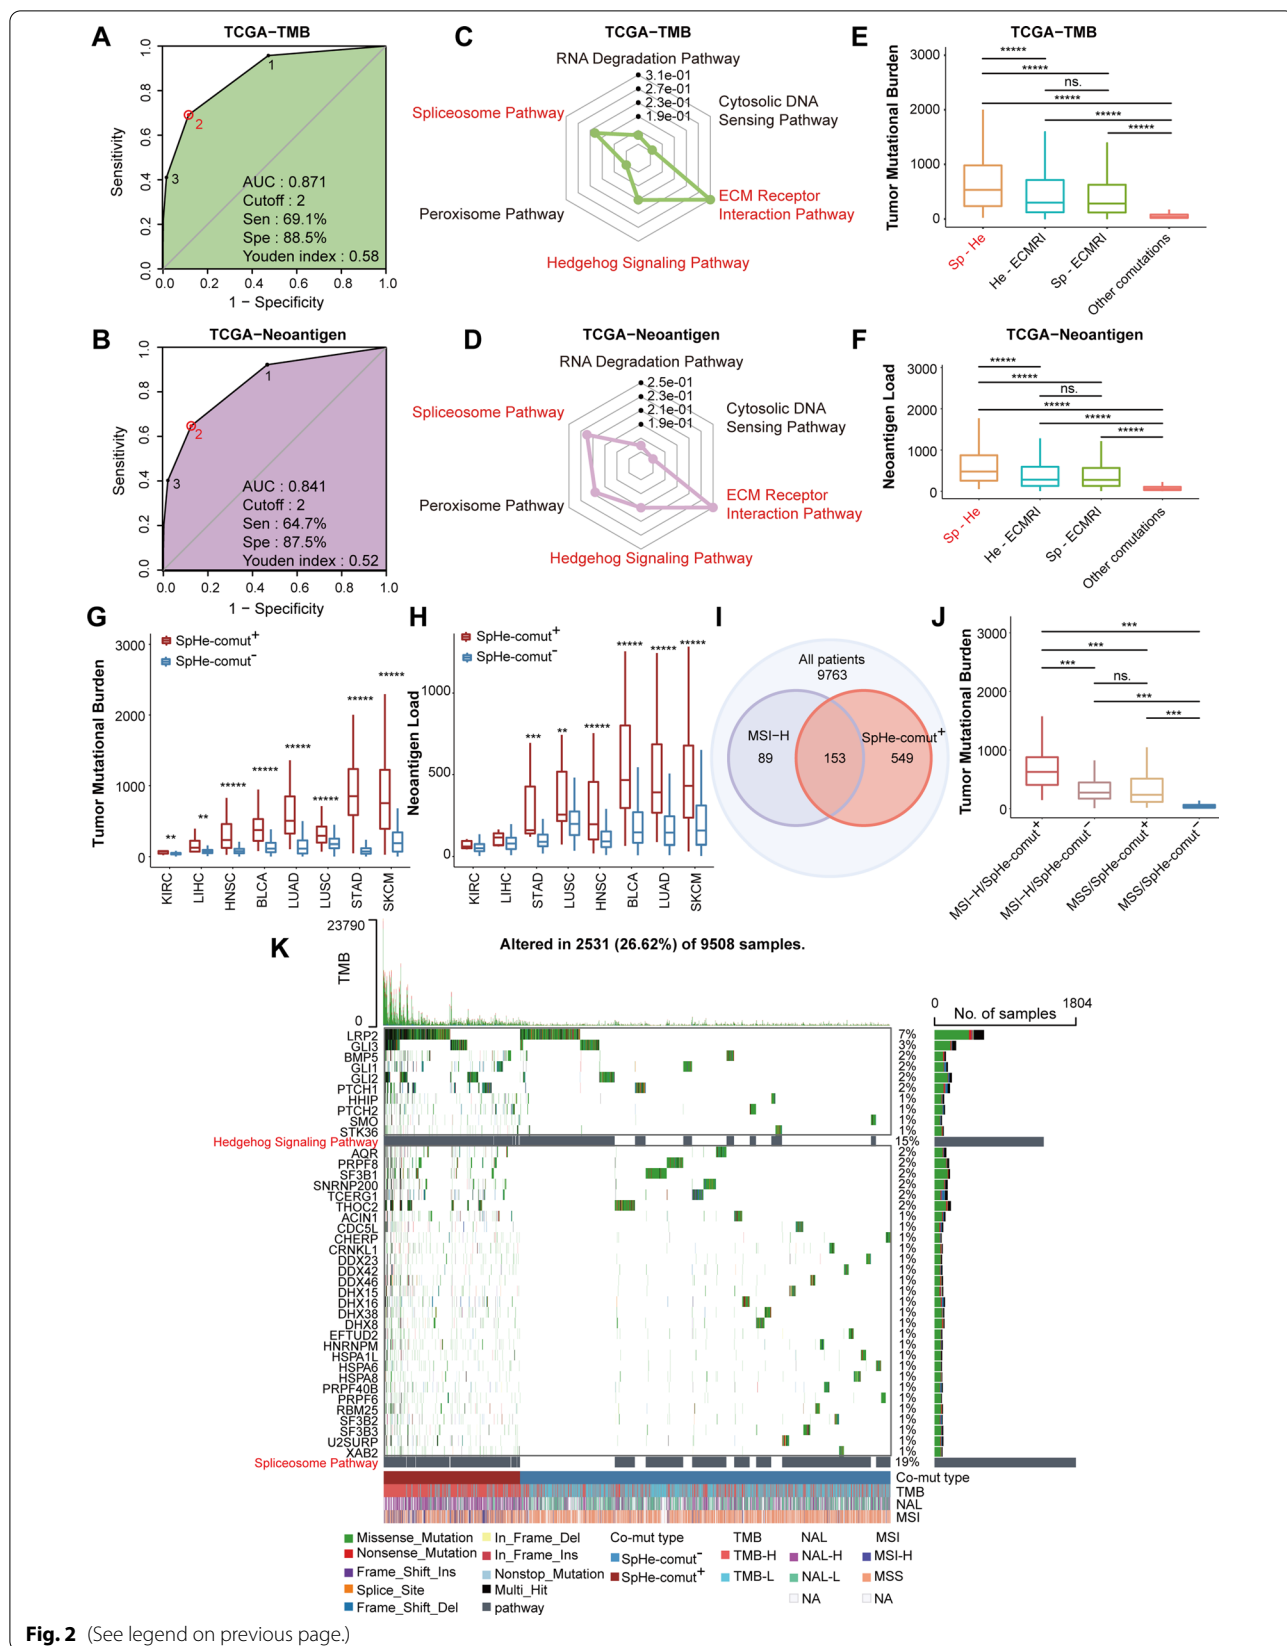 A
TCGA−TMB
Sensitivity
1.0
0.8
0.6
0.4
0.2
0.0
1
2
3
AUC : 0.871
Cutoff : 2
Sen : 69.1%
Spe : 88.5%
Youden index : 0.58
0.0 0.2 0.4 0.6 0.8 1.0
1 − Specificity
C
TCGA−TMB
RNA Degradation Pathway
3.1e-01
2.7e-01
2.3e-01
1.9e-01
Cytosolic DNA
Sensing Pathway
Spliceosome Pathway
ECM Receptor
Interaction Pathway
Peroxisome Pathway
Hedgehog Signaling Pathway
E
TCGA−TMB
Tumor Mutational Burden
3000
2000
1000
0
*****
*****
ns.
*****
*****
*****
Sp - He
He - ECMRI
Sp - ECMRI
Other comutations
B
TCGA−Neoantigen
Sensitivity
1.0
0.8
0.6
0.4
0.2
0.0
1
2
3
AUC : 0.841
Cutoff : 2
Sen : 64.7%
Spe : 87.5%
Youden index : 0.52
0.0 0.2 0.4 0.6 0.8 1.0
1 − Specificity
D
TCGA−Neoantigen
RNA Degradation Pathway
2.5e-01
2.3e-01
2.1e-01
1.9e-01
Cytosolic DNA
Sensing Pathway
Spliceosome Pathway
ECM Receptor
Interaction Pathway
Peroxisome Pathway
Hedgehog Signaling Pathway
F
TCGA−Neoantigen
Neoantigen Load
3000
2000
1000
0
*****
*****
ns.
*****
*****
*****
Sp - He
He - ECMRI
Sp - ECMRI
Other comutations
G
Tumor Mutational Burden
3000
2000
1000
0
SpHe-comut+
SpHe-comut−
** ** ***** ***** ***** ***** ***** *****
KIRC LIHC HNSC BLCA LUAD LUSC STAD SKCM
H
Neoantigen Load
1000
500
0
SpHe-comut+
SpHe-comut−
*** ** ***** ***** ***** *****
KIRC LIHC STAD LUSC HNSC BLCA LUAD SKCM
I
All patients
9763
MSI−H
89
153
SpHe-comut+
549
J
Tumor Mutational Burden
3000
2000
1000
0
***
***
***
ns.
***
***
MSI−H/SpHe-comut+
MSI−H/SpHe-comut−
MSS/SpHe-comut+
MSS/SpHe-comut−
K
Altered in 2531 (26.62%) of 9508 samples.
23790
TMB
0
0 1804
No. of samples
LRP2 7%
GLI3 3%
BMP5 2%
GLI1 2%
GLI2 2%
PTCH1 2%
HHIP 1%
PTCH2 1%
SMO 1%
STK36 1%
Hedgehog Signaling Pathway 15%
AQR 2%
PRPF8 2%
SF3B1 2%
SNRNP200 2%
TCERG1 2%
THOC2 2%
ACIN1 1%
CDC5L 1%
CHERP 1%
CRNKL1 1%
DDX23 1%
DDX42 1%
DDX46 1%
DHX15 1%
DHX16 1%
DHX38 1%
DHX8 1%
EFTUD2 1%
HNRNPM 1%
HSPA1L 1%
HSPA6 1%
HSPA8 1%
PRPF40B 1%
PRPF6 1%
RBM25 1%
SF3B2 1%
SF3B3 1%
U2SURP 1%
XAB2 1%
Spliceosome Pathway 19%
Co-mut type
TMB
NAL
MSI
Missense_Mutation
Nonsense_Mutation
Frame_Shift_Ins
Splice_Site
Frame_Shift_Del
In_Frame_Del
In_Frame_Ins
Nonstop_Mutation
Multi_Hit
pathway
Co-mut type
SpHe-comut−
SpHe-comut+
TMB
TMB-H
TMB-L
NAL
NAL-H
NAL-L
NA
MSI
MSI-H
MSS
NA
Fig. 2 (See legend on previous page.)